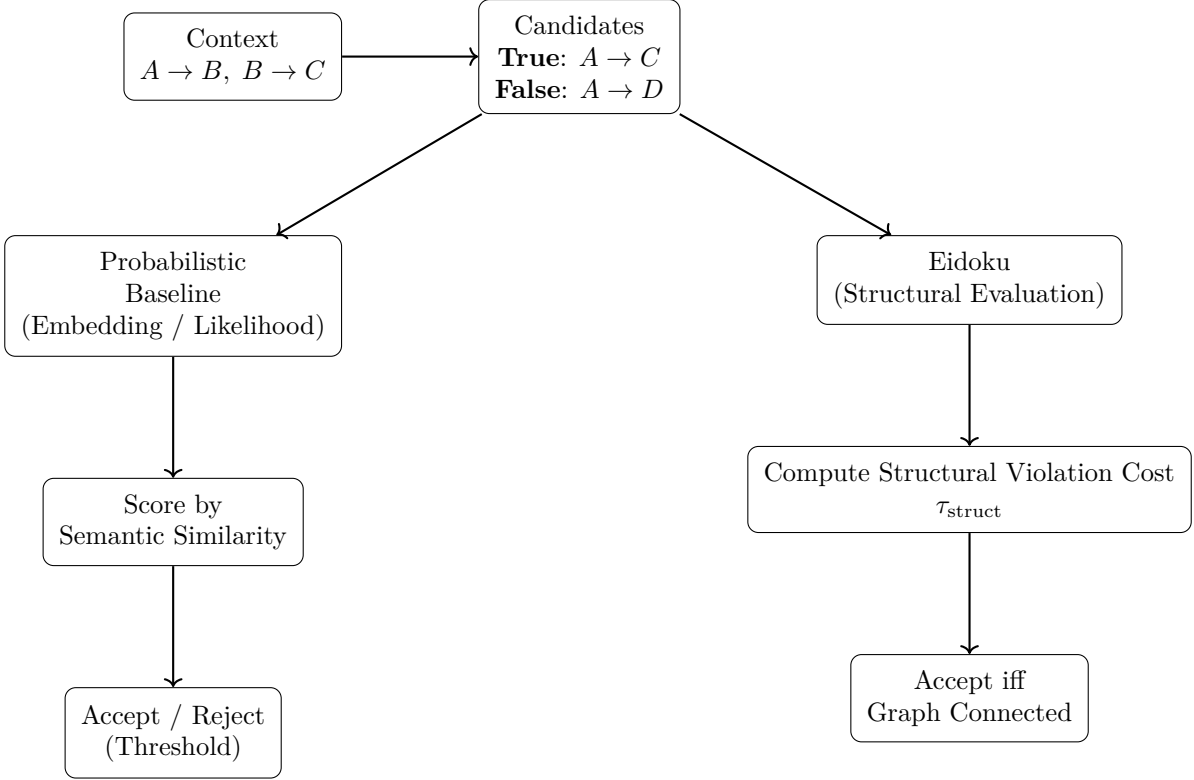 Context
A → B, B → C
Candidates
True: A → C
False: A → D
Probabilistic
Baseline
(Embedding / Likelihood)
Score by
Semantic Similarity
Accept / Reject
(Threshold)
Eidoku
(Structural Evaluation)
Compute Structural Violation Cost
τ_struct
Accept iff
Graph Connected